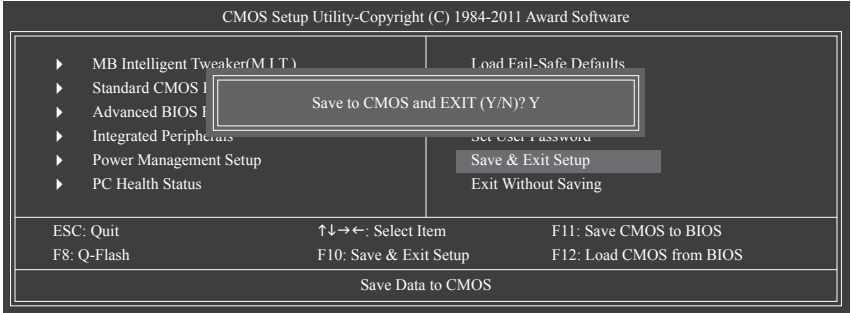 CMOS Setup Utility-Copyright (C) 1984-2011 Award Software
MB Intelligent Tweaker(M.I.T.)
Standard CMOS
Advanced BIOS
Integrated Peripherals
Power Management Setup
PC Health Status
Load Fail-Safe Defaults
Save to CMOS and EXIT (Y/N)? Y
Set User Password
Save & Exit Setup
Exit Without Saving
ESC: Quit ↑↓→←: Select Item F11: Save CMOS to BIOS
F8: Q-Flash F10: Save & Exit Setup F12: Load CMOS from BIOS
Save Data to CMOS